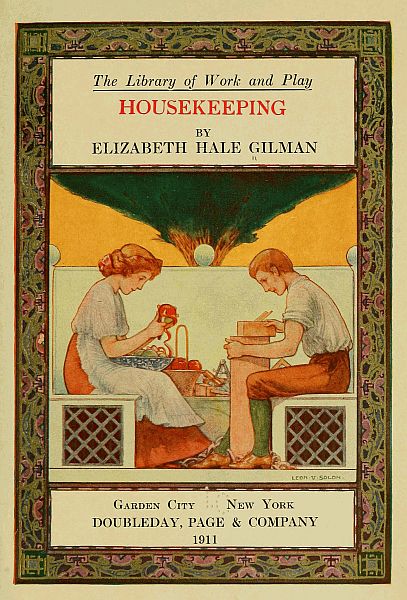 The Library of Work and Play
HOUSEKEEPING
BY
ELIZABETH HALE GILMAN
LEON·V·SOLON·
GARDEN CITY NEW YORK
DOUBLEDAY, PAGE & COMPANY
1911